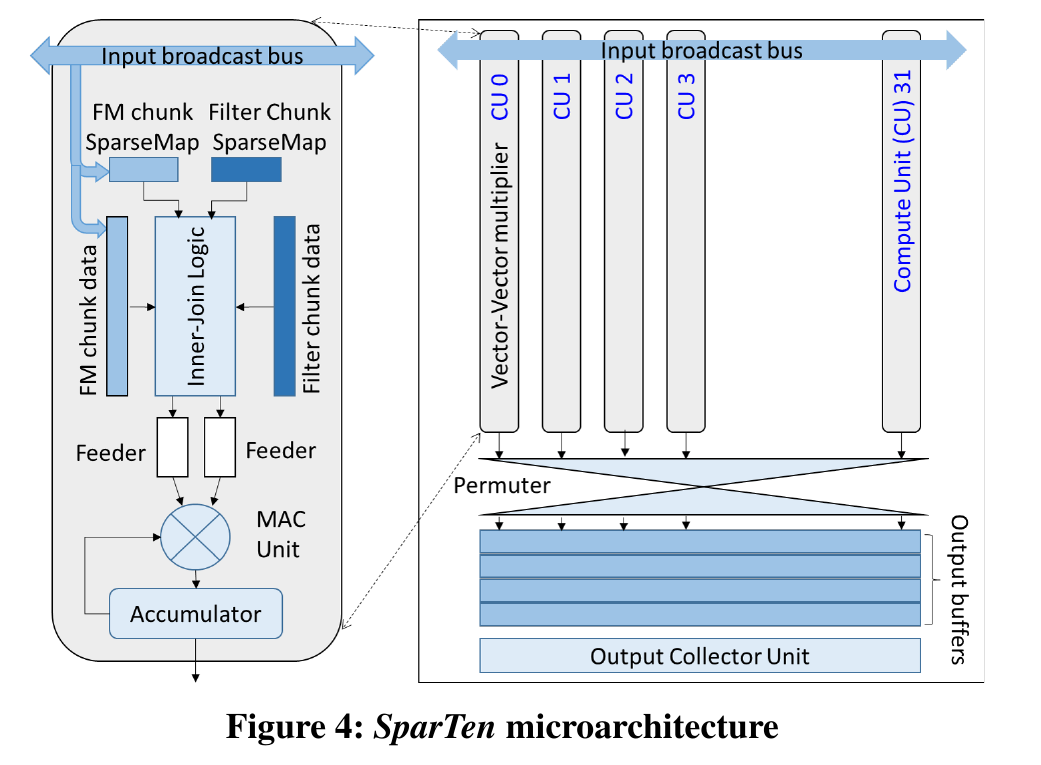 Input broadcast bus
FM chunk
SparseMap
Filter Chunk
SparseMap
FM chunk data
Inner-Join Logic
Filter chunk data
Feeder
Feeder
MAC
Unit
Accumulator
Input broadcast bus
Vector-Vector multiplier CU 0
CU 1
CU 2
CU 3
Compute Unit (CU) 31
Permuter
Output buffers
Output Collector Unit
Figure 4: SparTen microarchitecture